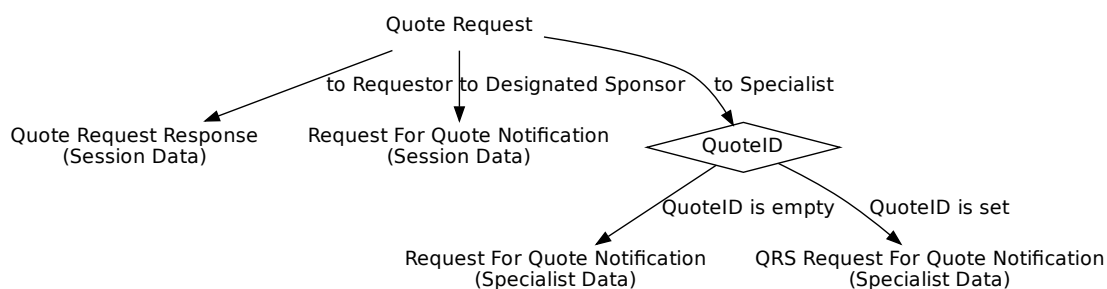 Quote Request
to Requestor
to Designated Sponsor
to Specialist
Quote Request Response
(Session Data)
Request For Quote Notification
(Session Data)
QuoteID
QuoteID is empty
QuoteID is set
Request For Quote Notification
(Specialist Data)
QRS Request For Quote Notification
(Specialist Data)